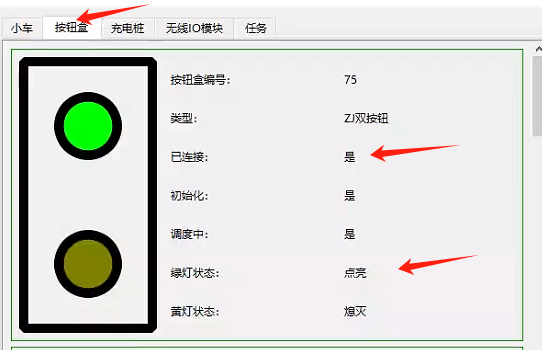 小车 按钮盒 充电桩 无线IO模块 任务
按钮盒编号: 75
类型: ZJ双按钮
已连接: 是
初始化: 是
调度中: 是
绿灯状态: 点亮
黄灯状态: 熄灭